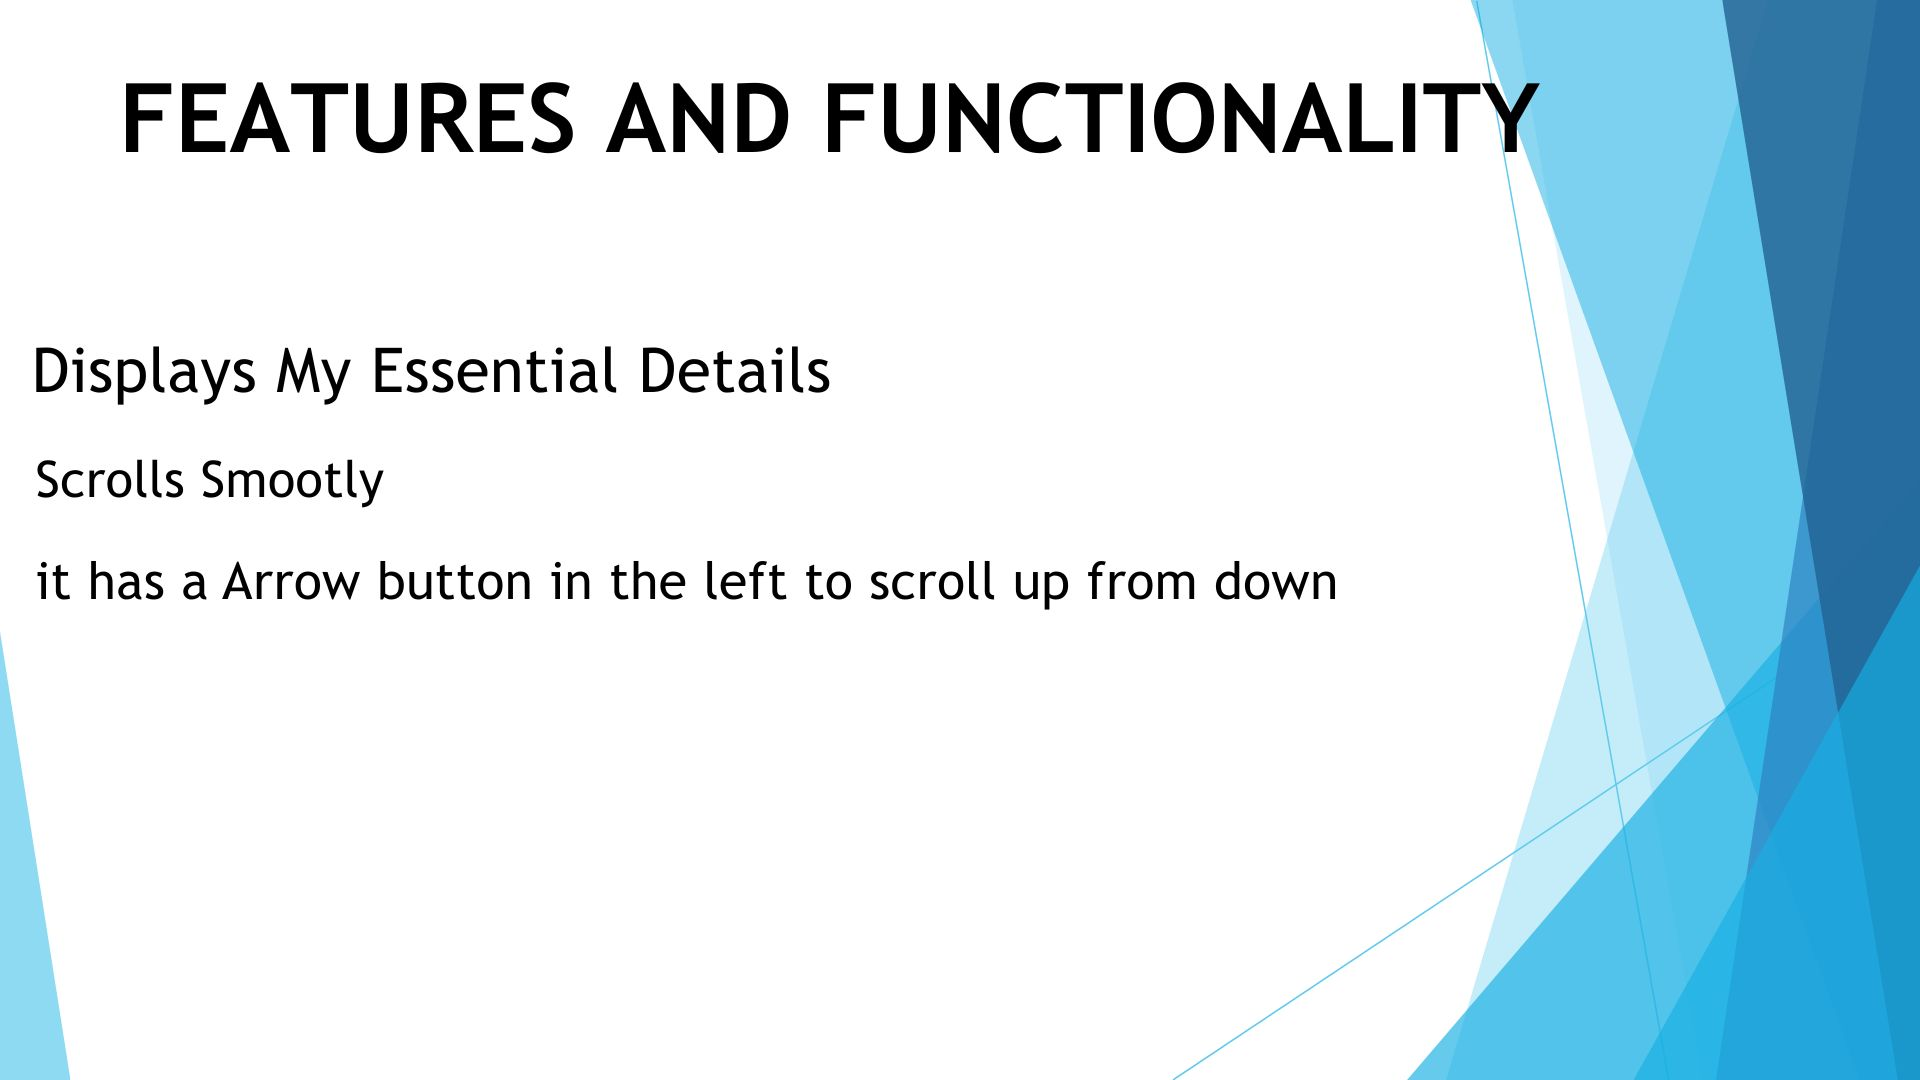 FEATURES AND FUNCTIONALITY
Displays My Essential Details
Scrolls Smootly
it has a Arrow button in the left to scroll up from down